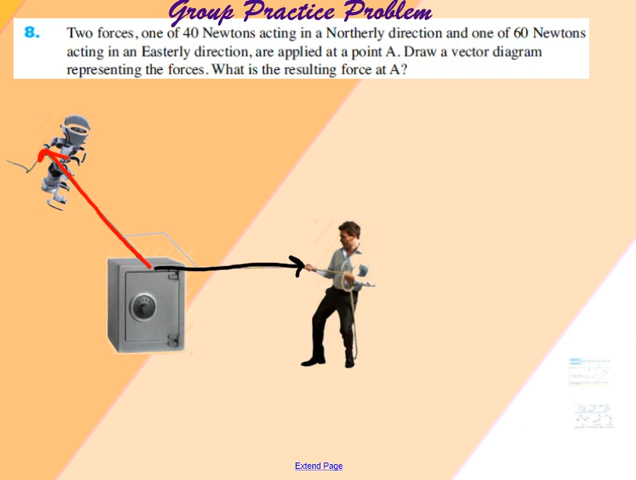 Group Practice Problem
8. Two forces, one of 40 Newtons acting in a Northerly direction and one of 60 Newtons
acting in an Easterly direction, are applied at a point A. Draw a vector diagram
representing the forces. What is the resulting force at A?
Extend Page